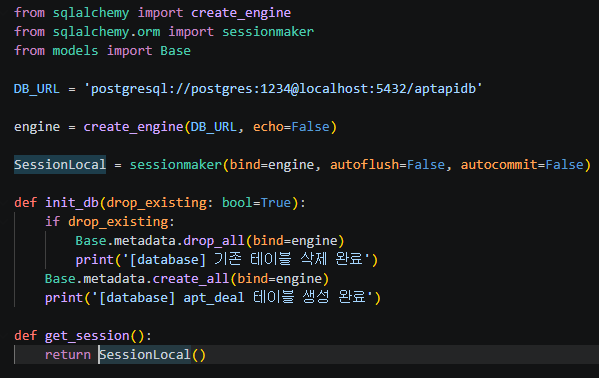 from sqlalchemy import create_engine
from sqlalchemy.orm import sessionmaker
from models import Base
DB_URL = 'postgresql://postgres:1234@localhost:5432/aptapidb'
engine = create_engine(DB_URL, echo=False)
SessionLocal = sessionmaker(bind=engine, autoflush=False, autocommit=False)
def init_db(drop_existing: bool=True):
    if drop_existing:
        Base.metadata.drop_all(bind=engine)
        print('[database] 기존 테이블 삭제 완료')
    Base.metadata.create_all(bind=engine)
    print('[database] apt_deal 테이블 생성 완료')
def get_session():
    return SessionLocal()